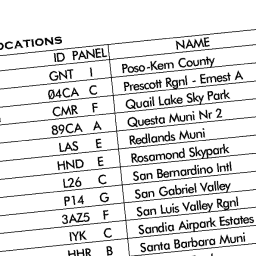 OCATIONS
ID PANEL NAME
GNT I Poso-Kern County
Ø4CA C Prescott Rgnl - Ernest A
CMR F Quail Lake Sky Park
89CA A Questa Muni Nr 2
LAS E Redlands Muni
HND E Rosamond Skypark
L26 C San Bernardino Intl
P14 G San Gabriel Valley
3AZ5 F San Luis Valley Rgnl
IYK C Sandia Airpark Estates
HHR B Santa Barbara Muni